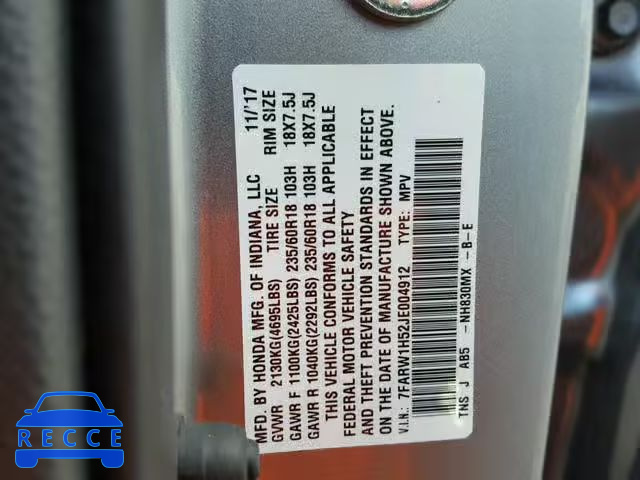 MFD. BY HONDA MFG. OF INDIANA, LLC 11/'17
GVWR 2130KG(4695LBS) TIRE SIZE RIM SIZE
GAWR F 1100KG(2425LBS) 235/60R18 103H 18X7.5J
GAWR R 1040KG(2292LBS) 235/60R18 103H 18X7.5J
THIS VEHICLE CONFORMS TO ALL APPLICABLE
FEDERAL MOTOR VEHICLE SAFETY
AND THEFT PREVENTION STANDARDS IN EFFECT
ON THE DATE OF MANUFACTURE SHOWN ABOVE.
V.I.N.: 7FARW1H52JE004912 TYPE: MPV
TNS J AB5 -NH830MX -B-E
RECCE